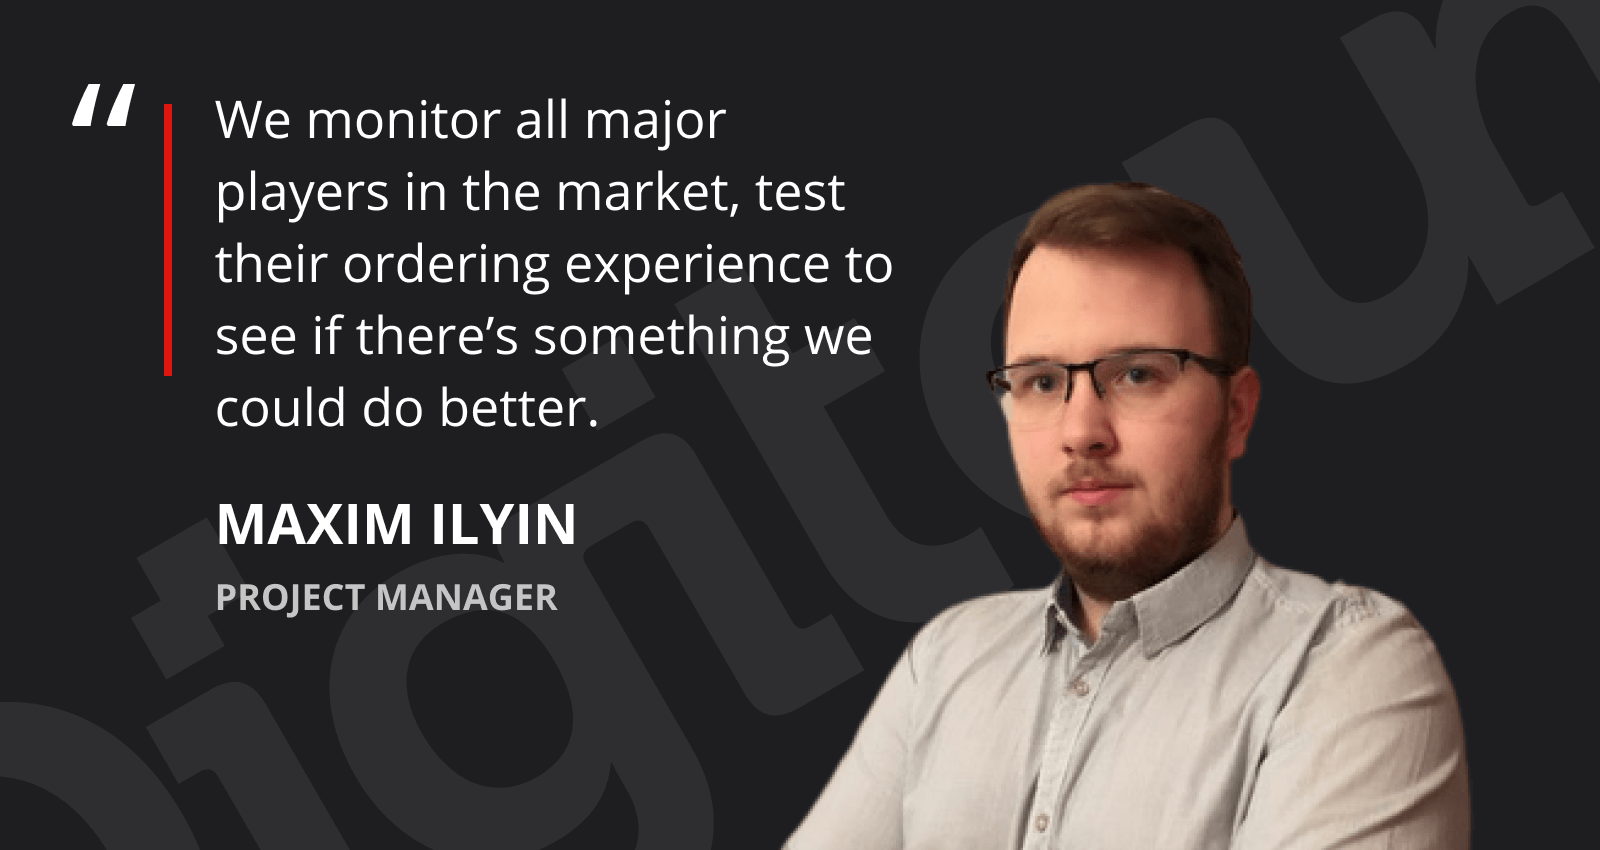 “
We monitor all major
players in the market, test
their ordering experience to
see if there’s something we
could do better.
MAXIM ILYIN
PROJECT MANAGER
Digitoun